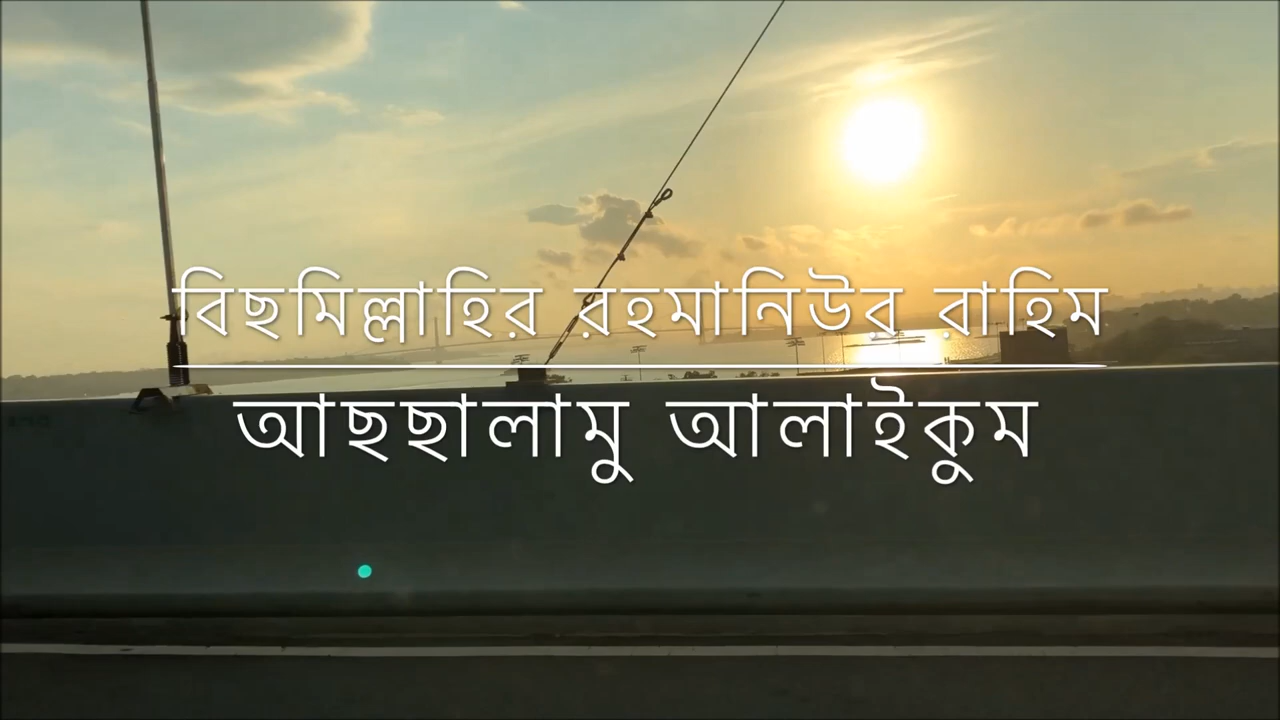 বিছমিল্লাহির রহমানিউর রাহিম
আছছালামু আলাইকুম